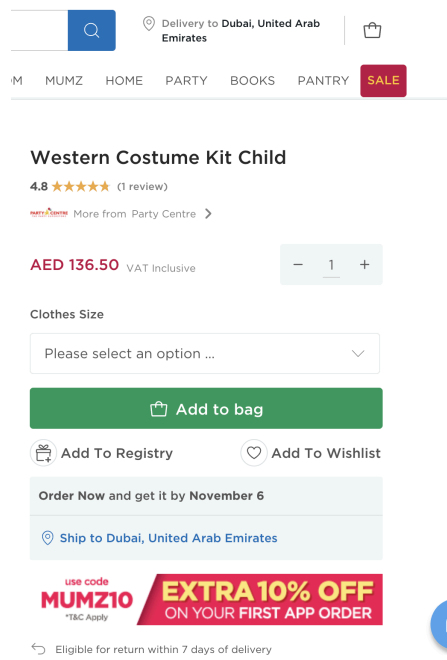 Delivery to Dubai, United Arab
Emirates
OM MUMZ HOME PARTY BOOKS PANTRY SALE
Western Costume Kit Child
4.8 (1 review)
PARTY CENTRE More from Party Centre
AED 136.50 VAT Inclusive
− 1 +
Clothes Size
Please select an option ...
Add to bag
Add To Registry Add To Wishlist
Order Now and get it by November 6
Ship to Dubai, United Arab Emirates
use code
MUMZ10
*T&C Apply
EXTRA 10% OFF
ON YOUR FIRST APP ORDER
Eligible for return within 7 days of delivery